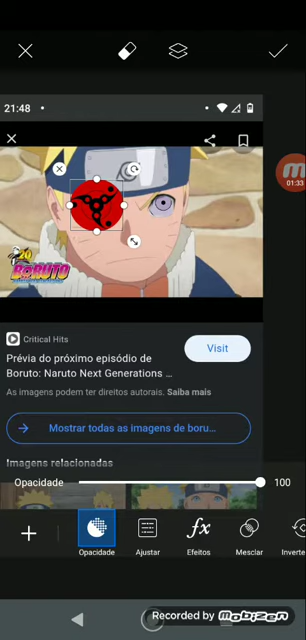 21:48
01:33
20
BORUTO
Critical Hits
Prévia do próximo episódio de
Boruto: Naruto Next Generations ...
Visit
As imagens podem ter direitos autorais. Saiba
mais
Mostrar todas as imagens de boru...
Imagens relacionadas
Opacidade 100
Opacidade Ajustar Efeitos Mesclar Inverte
Recorded by mobizen